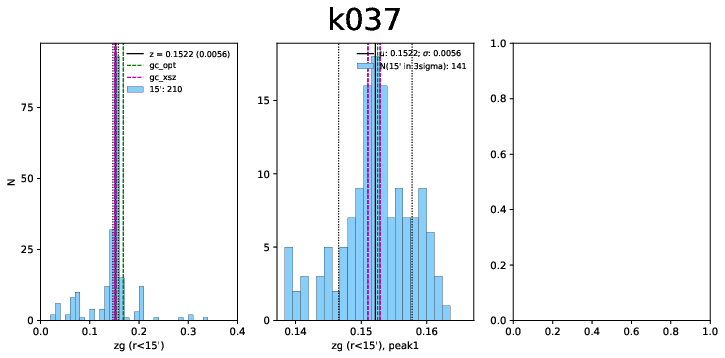 k037
z = 0.1522 (0.0056)
gc_opt
gc_xsz
15': 210
N
75
50
25
0
0.0 0.1 0.2 0.3 0.4
zg (r<15')
μ: 0.1522; σ: 0.0056
N(15' in 3sigma): 141
15
10
5
0
0.14 0.15 0.16
zg (r<15'), peak1
1.0
0.8
0.6
0.4
0.2
0.0
0.0 0.2 0.4 0.6 0.8 1.0